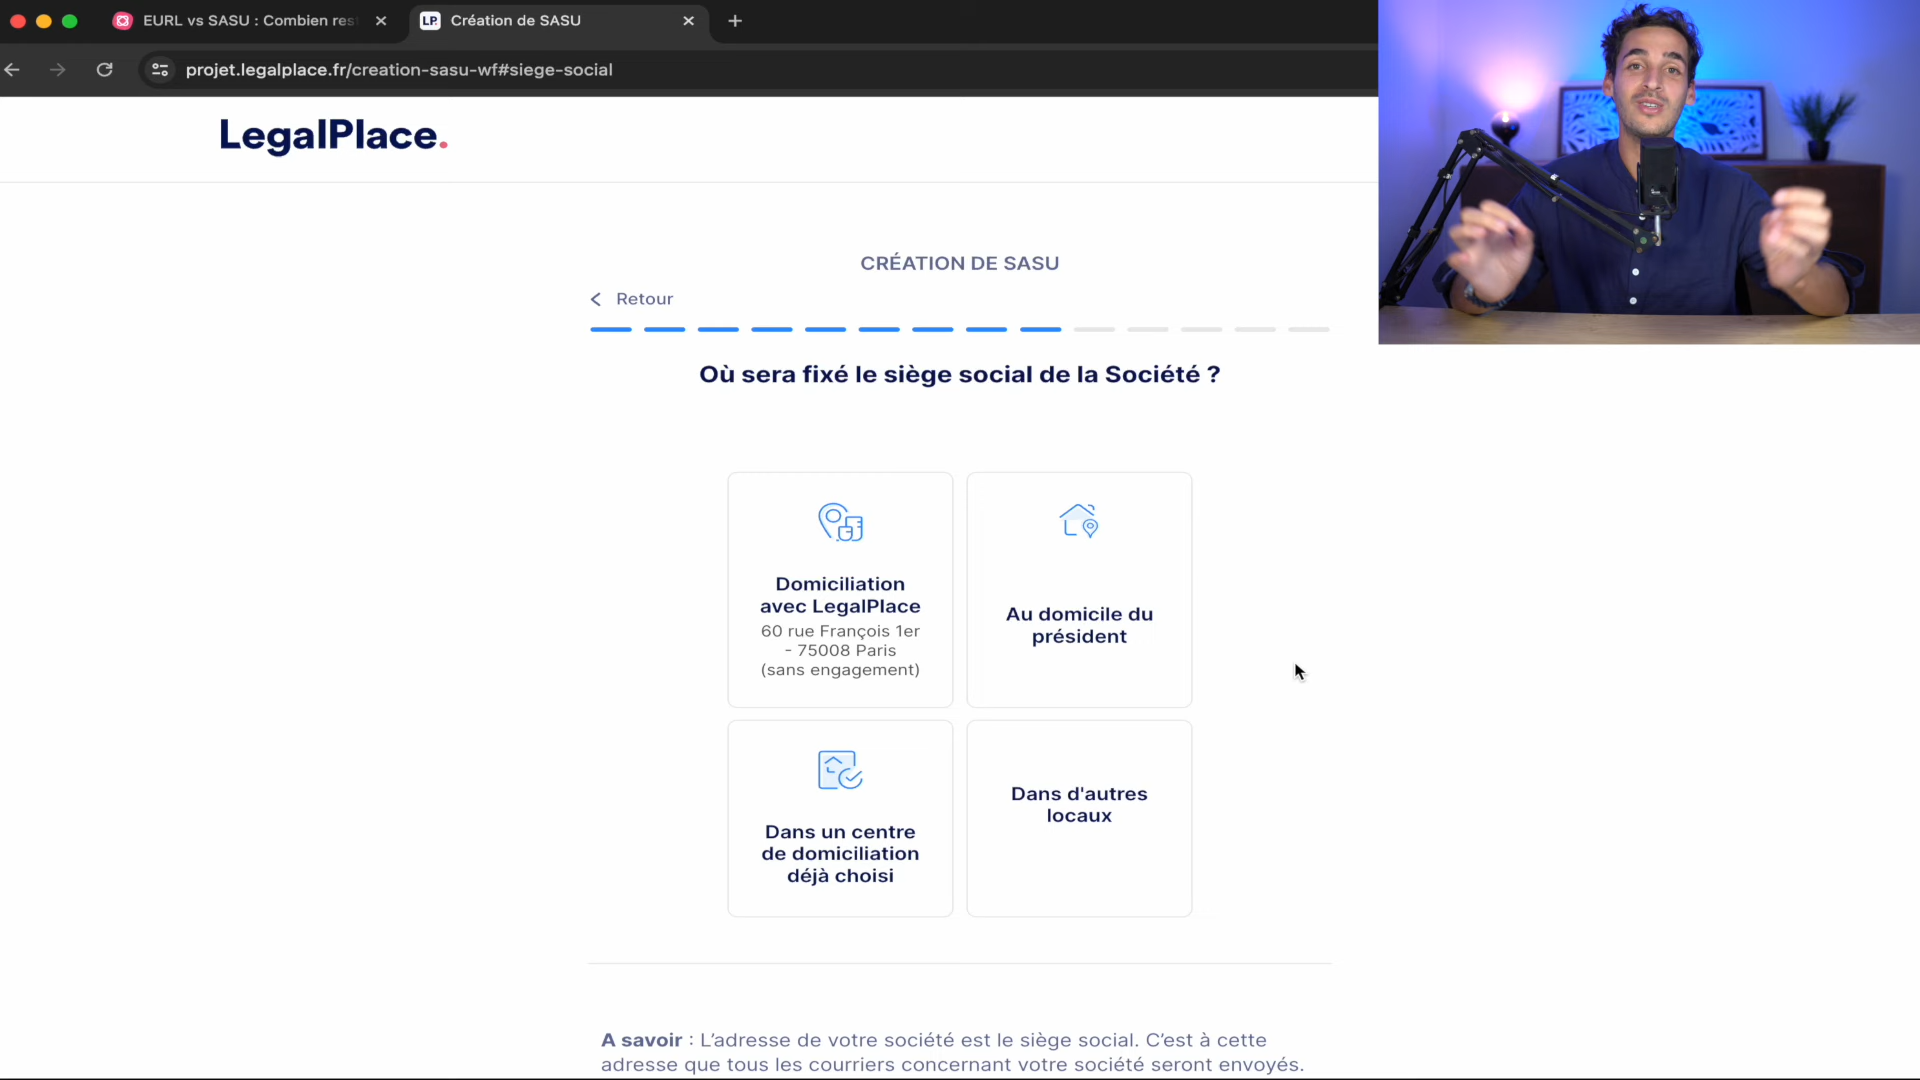 EURL vs SASU : Combien res
Création de SASU
projet.legalplace.fr/creation-sasu-wf#siege-social
LegalPlace.
CRÉATION DE SASU
Retour
Où sera fixé le siège social de la Société ?
Domiciliation
avec LegalPlace
60 rue François 1er
- 75008 Paris
(sans engagement)
Au domicile du
président
Dans un centre
de domiciliation
déjà choisi
Dans d'autres
locaux
A savoir : L'adresse de votre société est le siège social. C'est à cette
adresse que tous les courriers concernant votre société seront envoyés.